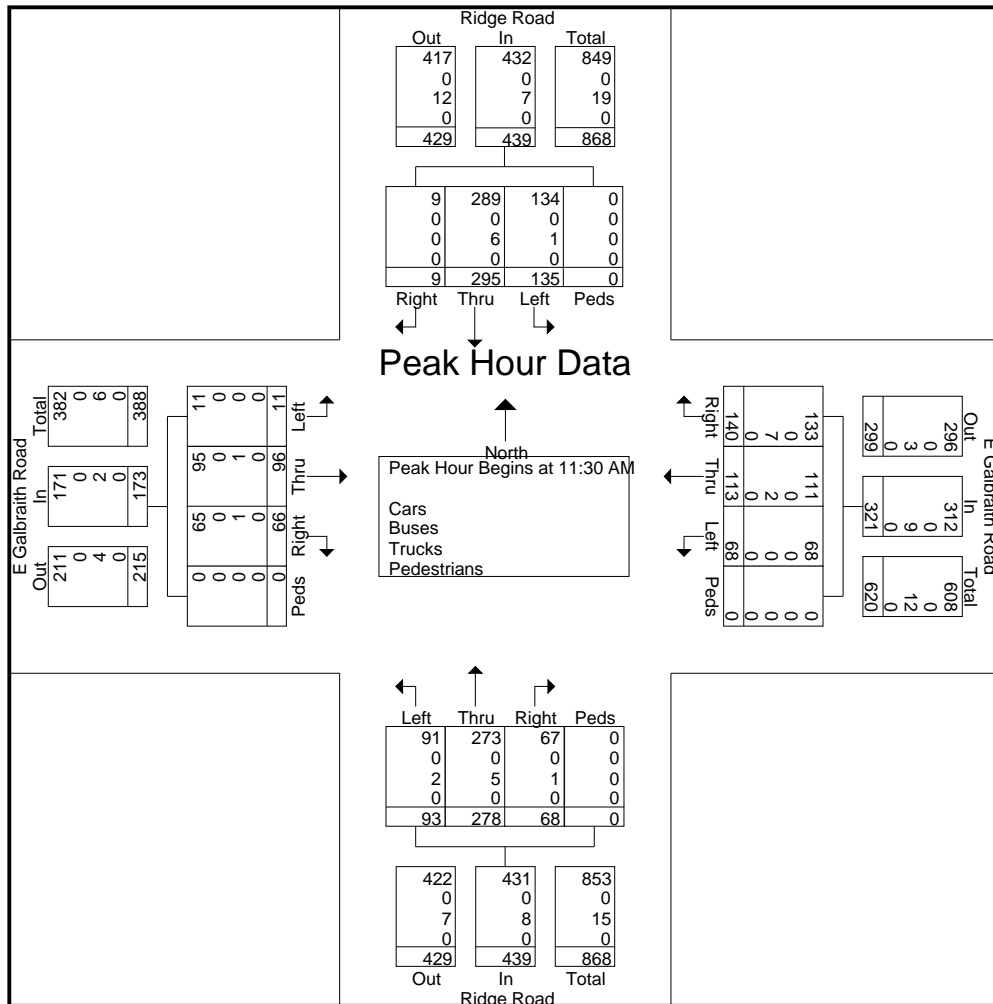 Ridge Road
Out In Total
417 432 849
0 0 0
12 7 19
0 0 0
429 439 868
9 289 134 0
0 0 0 0
0 6 1 0
0 0 0 0
9 295 135 0
Right Thru Left Peds
Peak Hour Data
North
Peak Hour Begins at 11:30 AM
Cars
Buses
Trucks
Pedestrians
E Galbraith Road
Total
382 0 6 0 388
In
171 0 2 0 173
Out
211 0 4 0 215
11 0 0 0 11
Left
95 0 1 0 96
Thru
65 0 1 0 66
Right
0 0 0 0 0
Peds
Right
133 0 7 0 140
Thru
111 0 2 0 113
Left
68 0 0 0 68
Peds
0 0 0 0 0
Out
296 0 3 0 299
In
312 0 9 0 321
Total
608 0 12 0 620
E Galbraith Road
Left Thru Right Peds
91 273 67 0
0 0 0 0
2 5 1 0
0 0 0 0
93 278 68 0
422 431 853
0 0 0
7 8 15
0 0 0
429 439 868
Out In Total
Ridge Road